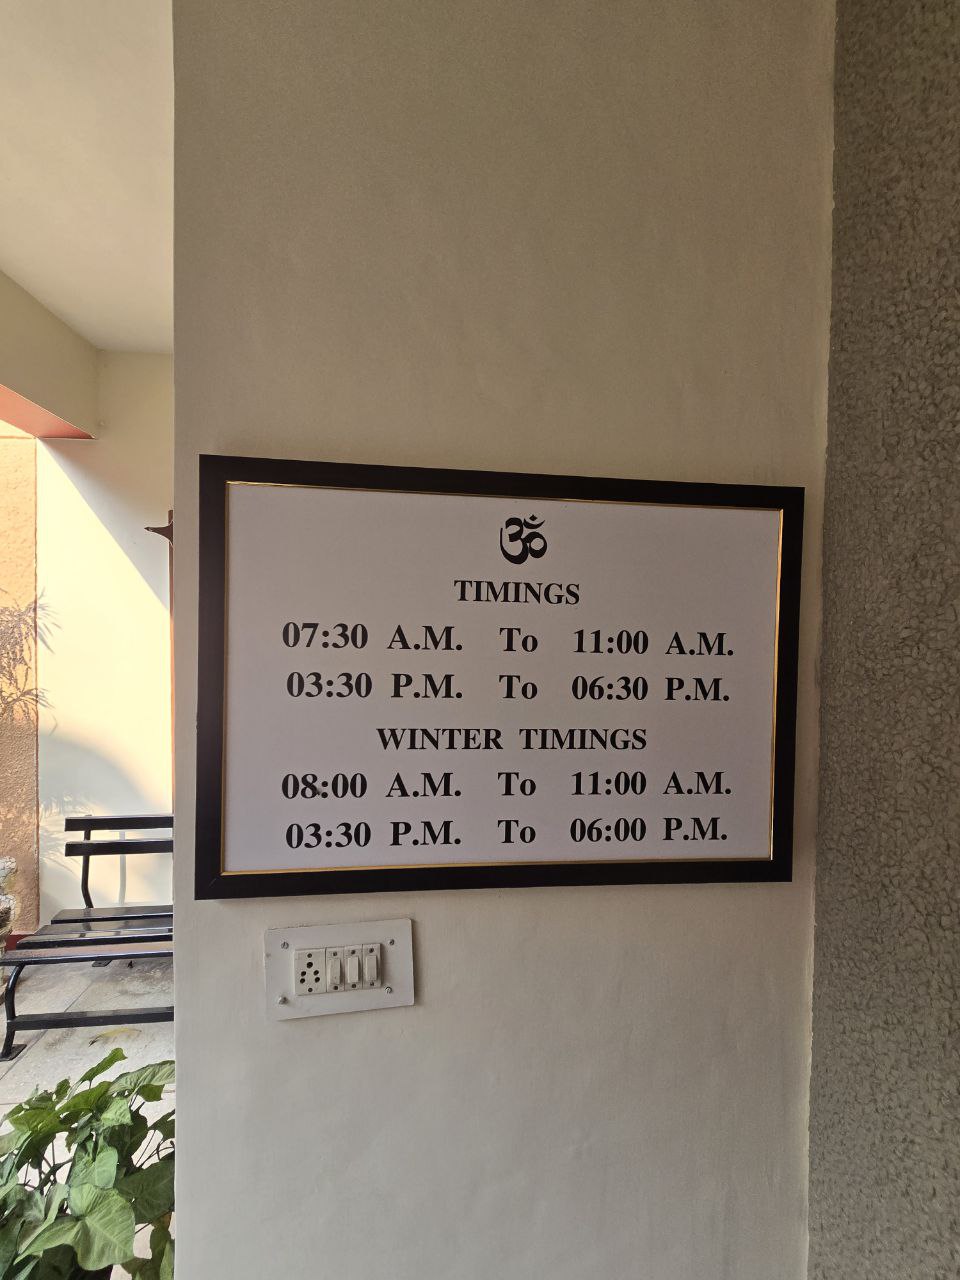 ॐ
TIMINGS
07:30 A.M. To 11:00 A.M.
03:30 P.M. To 06:30 P.M.
WINTER TIMINGS
08:00 A.M. To 11:00 A.M.
03:30 P.M. To 06:00 P.M.